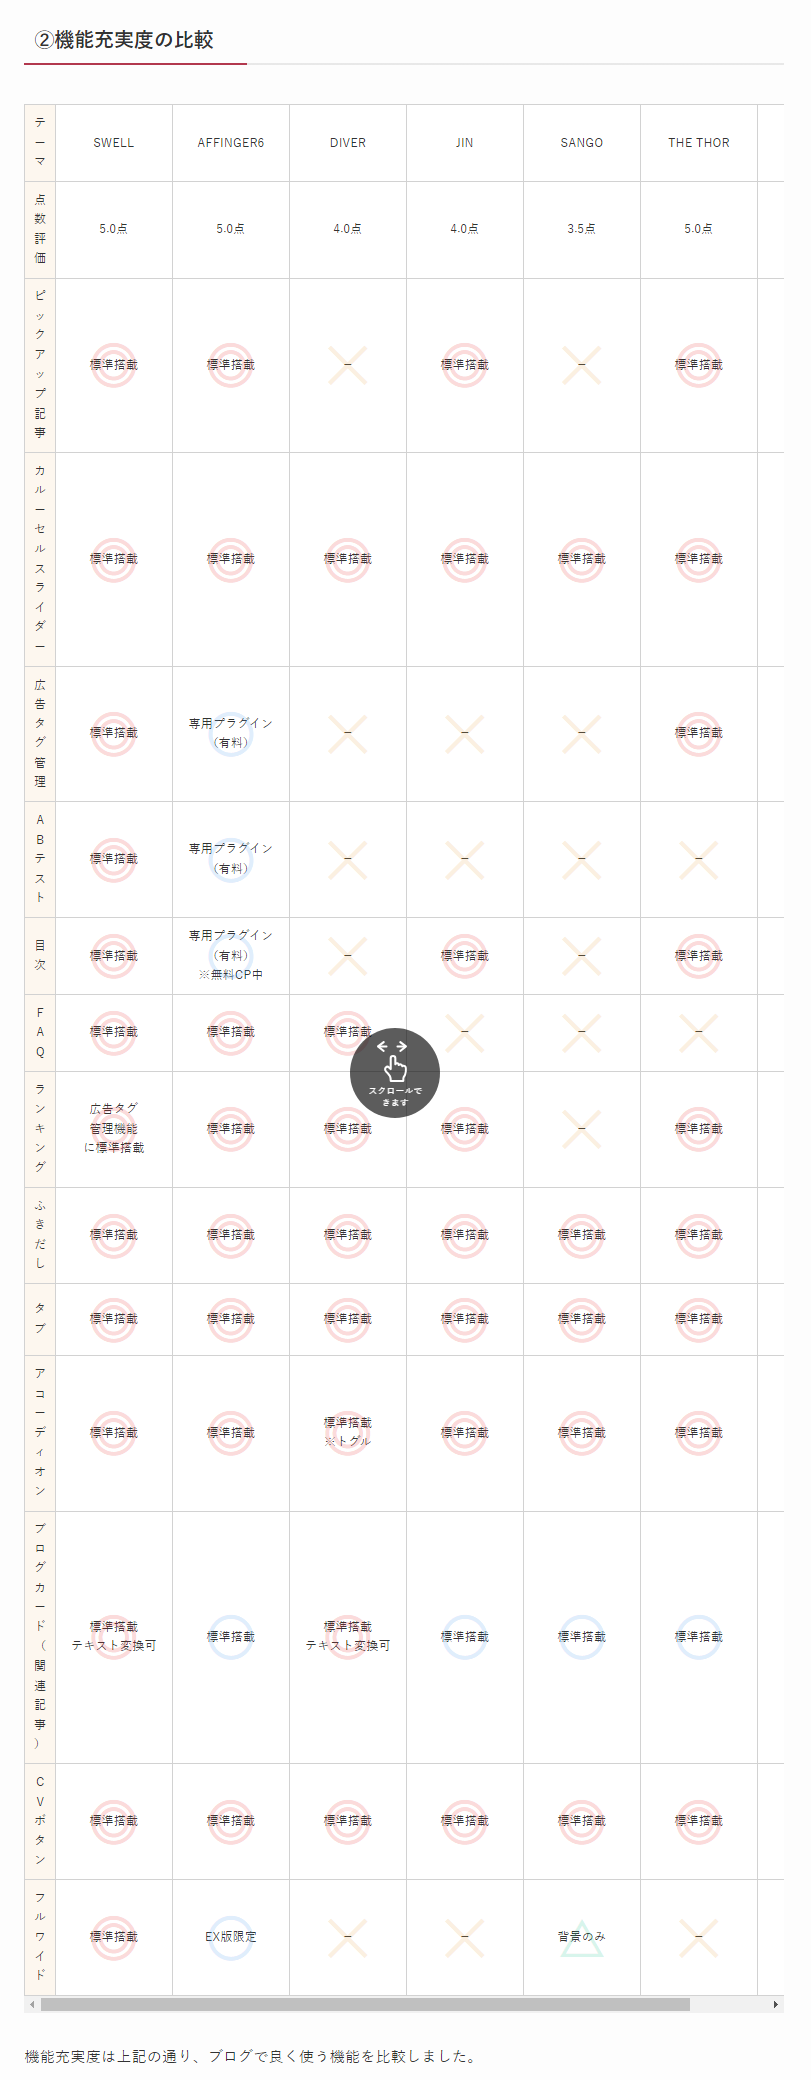 ②機能充実度の比較
テーマ SWELL AFFINGER6 DIVER JIN SANGO THE THOR
点数評価 5.0点 5.0点 4.0点 4.0点 3.5点 5.0点
ピックアップ記事 標準搭載 標準搭載 – 標準搭載 – 標準搭載
カルーセルスライダー 標準搭載 標準搭載 標準搭載 標準搭載 標準搭載 標準搭載
広告タグ管理 標準搭載 専用プラグイン（有料） – – – 標準搭載
ABテスト 標準搭載 専用プラグイン（有料） – – – –
目次 標準搭載 専用プラグイン（有料）※無料CP中 – 標準搭載 – 標準搭載
FAQ 標準搭載 標準搭載 標準搭載 – – –
スクロールで
きます
ランキング 広告タグ管理機能に標準搭載 標準搭載 標準搭載 標準搭載 – 標準搭載
ふきだし 標準搭載 標準搭載 標準搭載 標準搭載 標準搭載 標準搭載
タブ 標準搭載 標準搭載 標準搭載 標準搭載 標準搭載 標準搭載
アコーディオン 標準搭載 標準搭載 標準搭載※トグル 標準搭載 標準搭載 標準搭載
ブログカード（関連記事） 標準搭載テキスト変換可 標準搭載 標準搭載テキスト変換可 標準搭載 標準搭載 標準搭載
CVボタン 標準搭載 標準搭載 標準搭載 標準搭載 標準搭載 標準搭載
フルワイド 標準搭載 EX版限定 – – 背景のみ –
機能充実度は上記の通り、ブログで良く使う機能を比較しました。